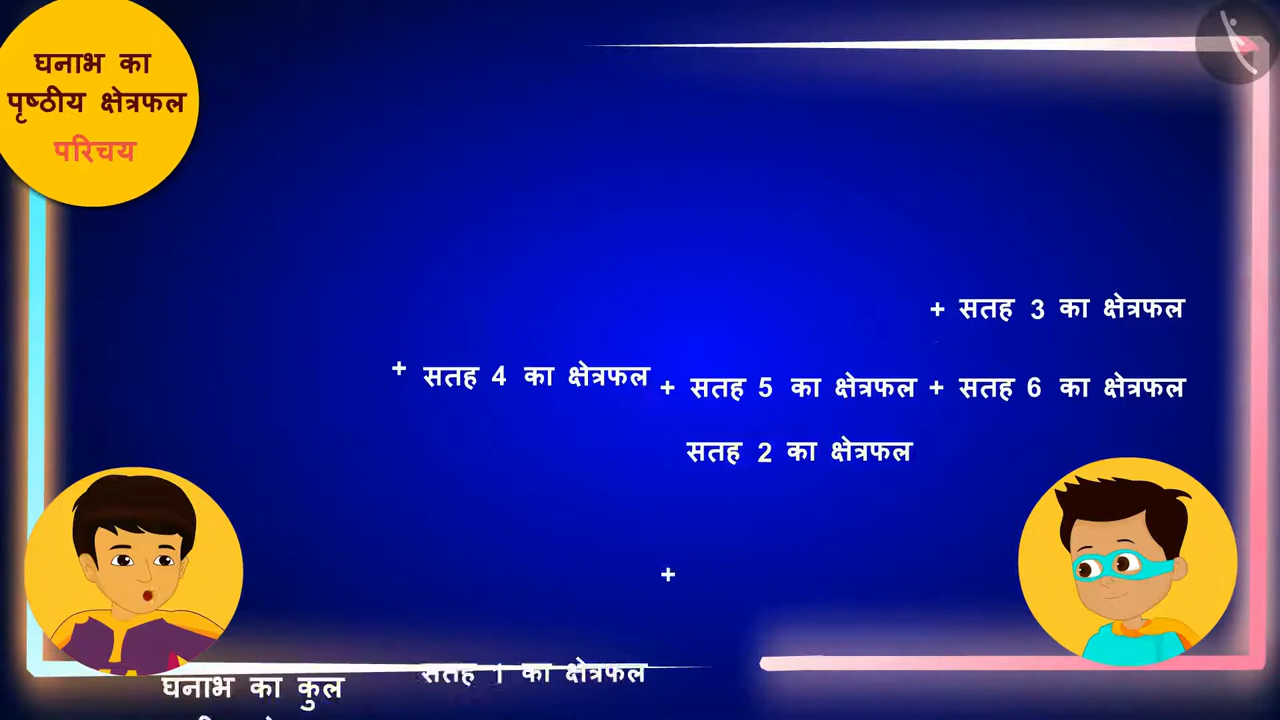 घनाभ का
पृष्ठीय क्षेत्रफल
परिचय
+ सतह 3 का क्षेत्रफल
+ सतह 4 का क्षेत्रफल + सतह 5 का क्षेत्रफल + सतह 6 का क्षेत्रफल
सतह 2 का क्षेत्रफल
+
सतह 1 का क्षेत्रफल
घनाभ का कुल